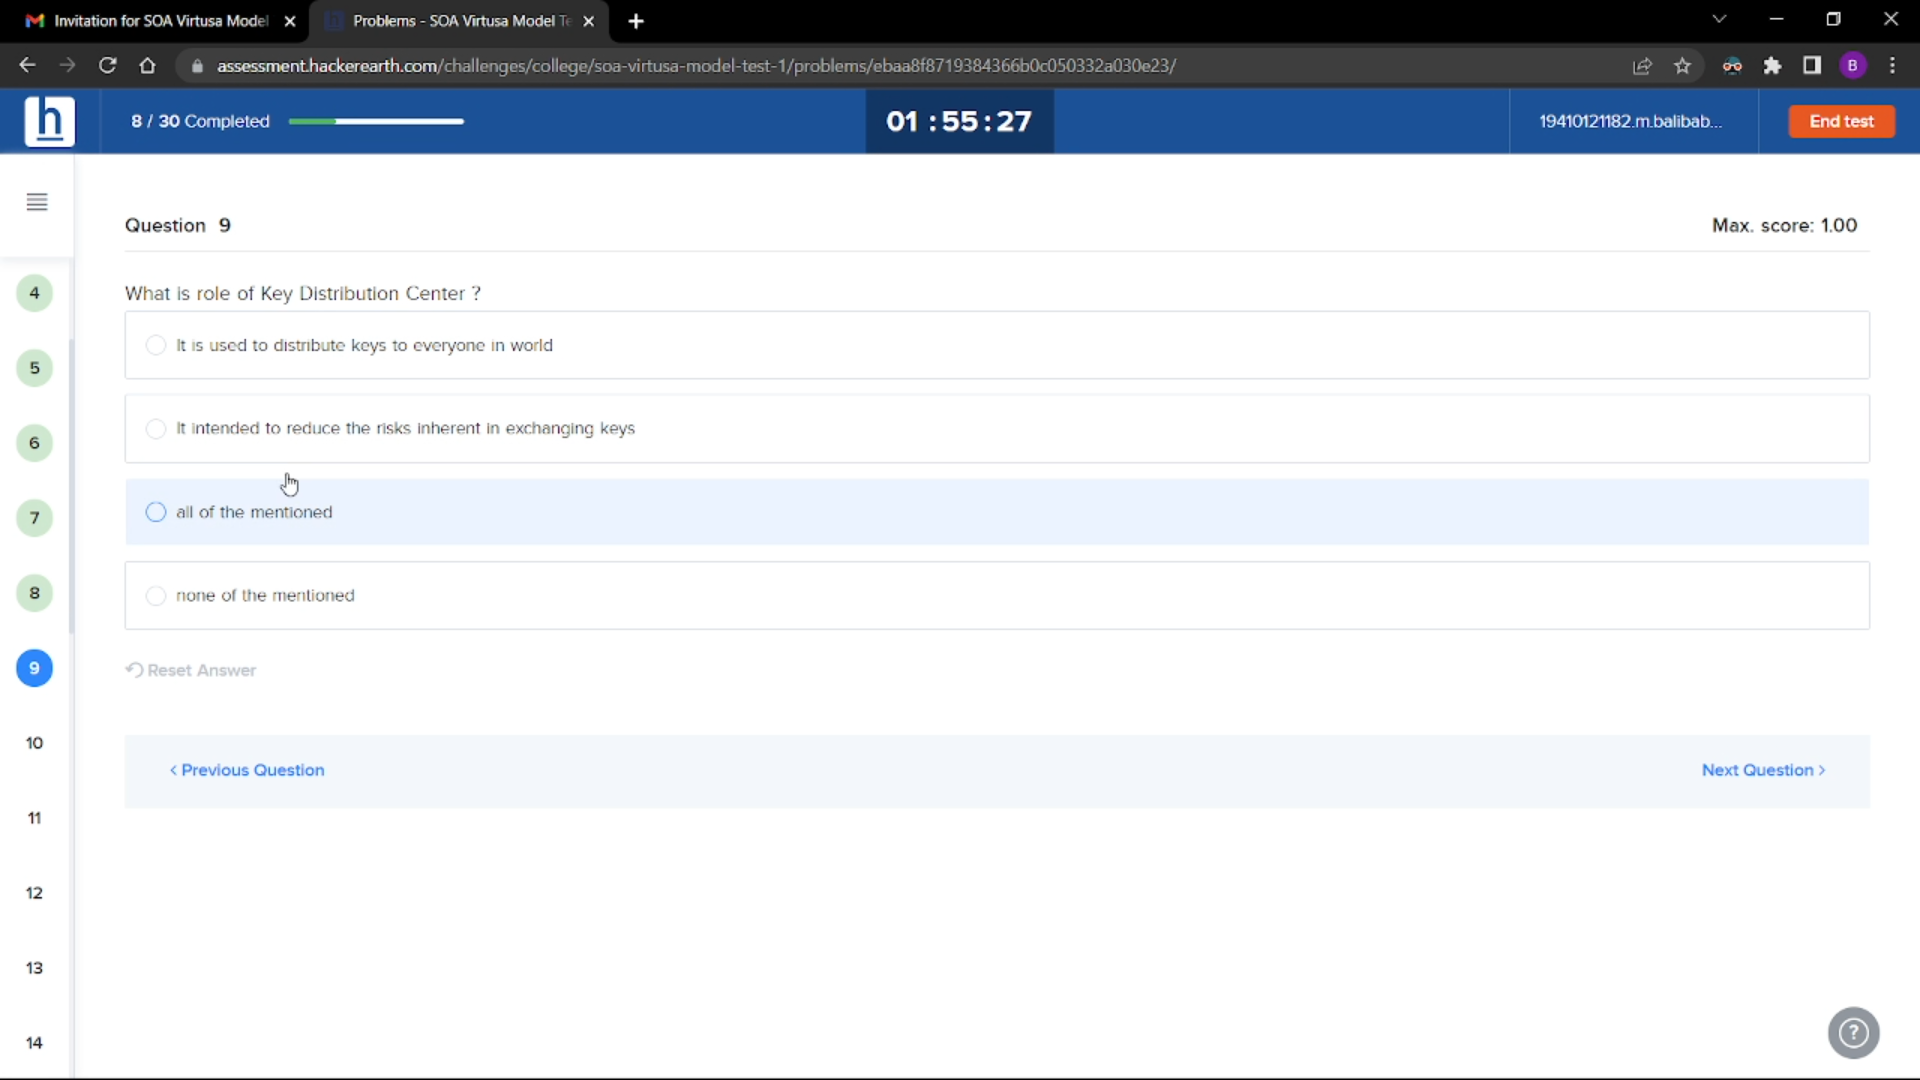 Invitation for SOA Virtusa Model
Problems - SOA Virtusa Model Te
assessment.hackerearth.com/challenges/college/soa-virtusa-model-test-1/problems/ebaa8f8719384366b0c050332a030e23/
B
h
8 / 30 Completed
01 : 55 : 27
19410121182.m.balibab...
End test
Question 9
Max. score: 1.00
What is role of Key Distribution Center ?
It is used to distribute keys to everyone in world
It intended to reduce the risks inherent in exchanging keys
all of the mentioned
none of the mentioned
Reset Answer
< Previous Question
Next Question >
4
5
6
7
8
9
10
11
12
13
14
?